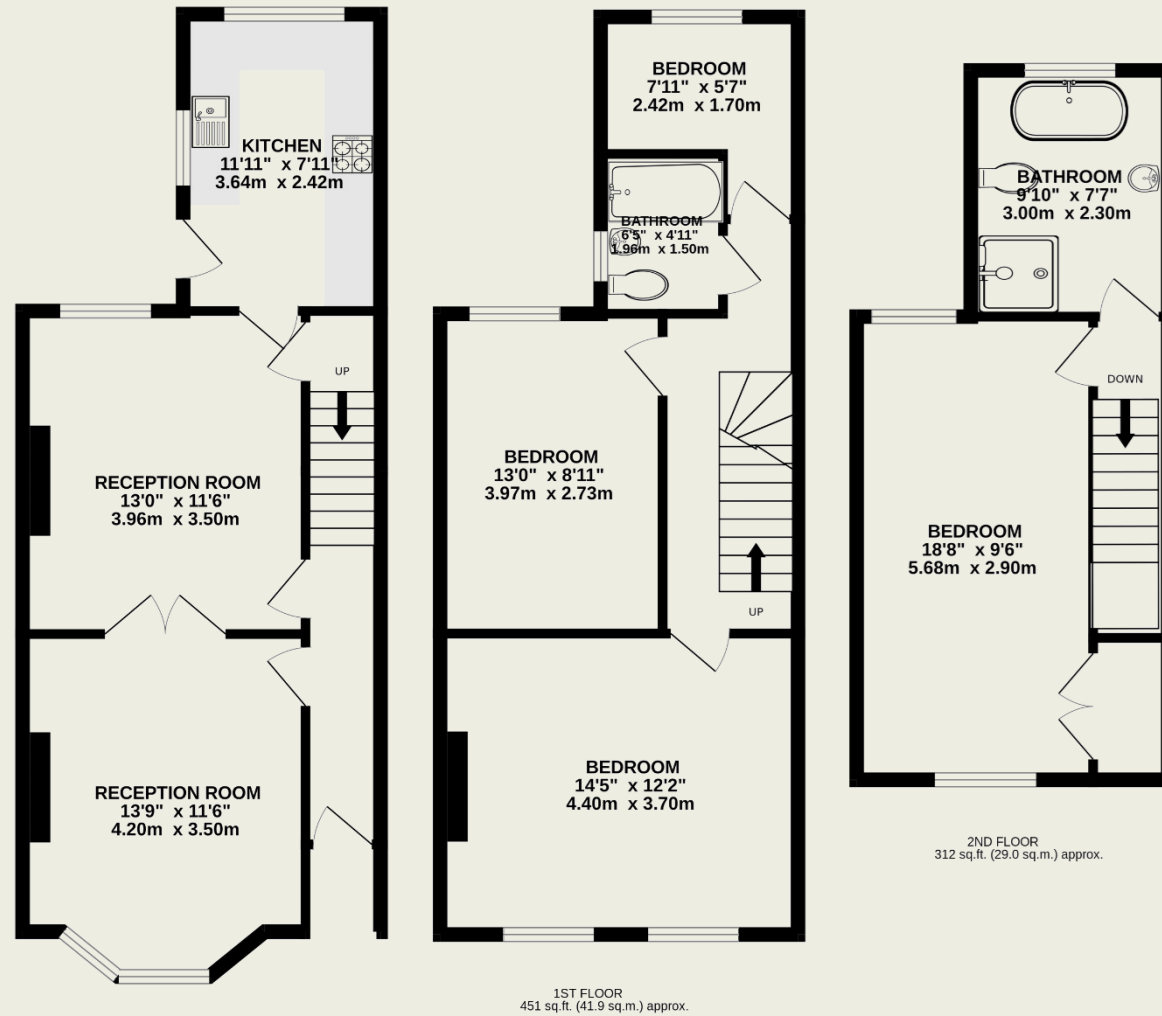 KITCHEN
11'11" x 7'11"
3.64m x 2.42m
UP
RECEPTION ROOM
13'0" x 11'6"
3.96m x 3.50m
RECEPTION ROOM
13'9" x 11'6"
4.20m x 3.50m
BEDROOM
7'11" x 5'7"
2.42m x 1.70m
BATHROOM
6'5" x 4'11"
1.96m x 1.50m
BEDROOM
13'0" x 8'11"
3.97m x 2.73m
UP
BEDROOM
14'5" x 12'2"
4.40m x 3.70m
1ST FLOOR
451 sq.ft. (41.9 sq.m.) approx.
BATHROOM
9'10" x 7'7"
3.00m x 2.30m
DOWN
BEDROOM
18'8" x 9'6"
5.68m x 2.90m
2ND FLOOR
312 sq.ft. (29.0 sq.m.) approx.